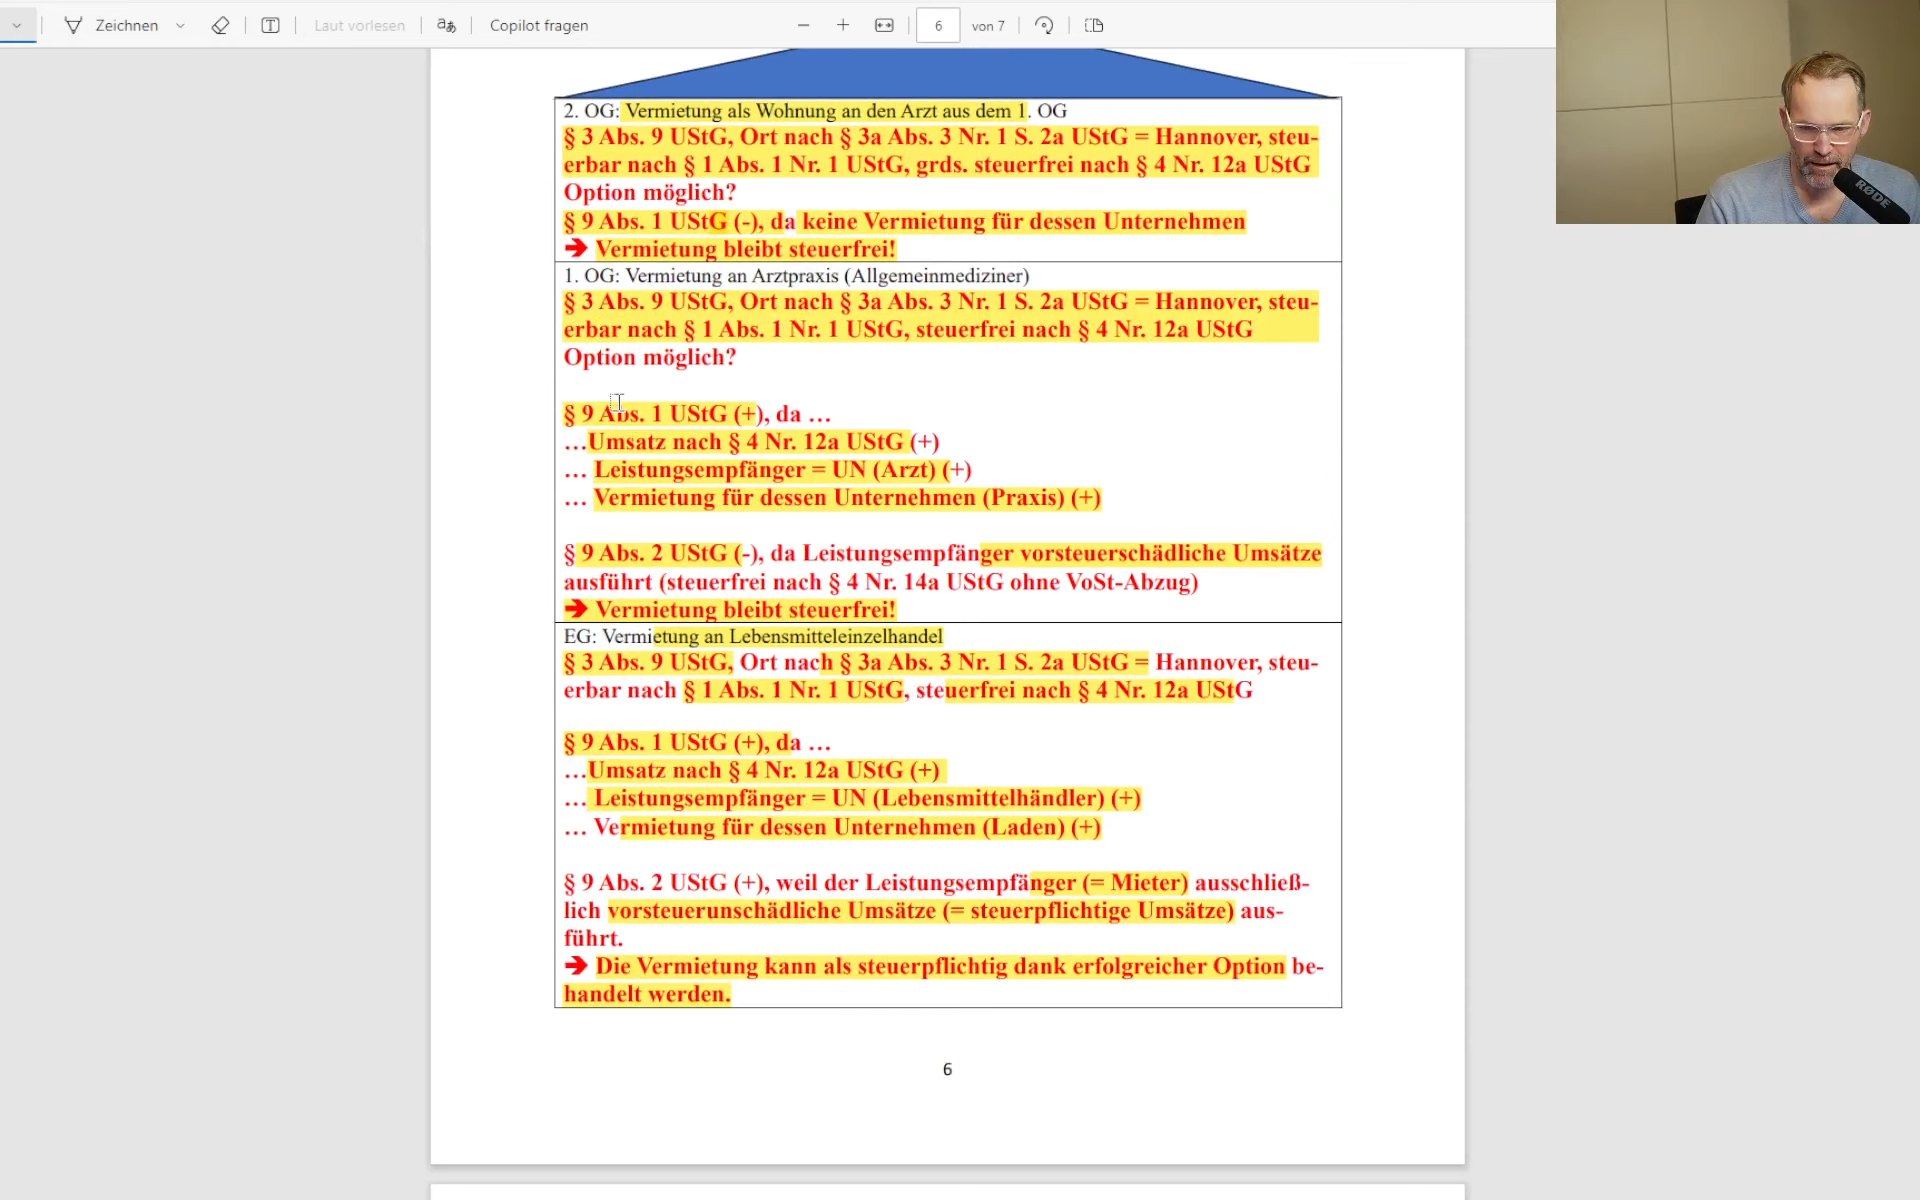 Zeichnen
Laut vorlesen
aあ
Copilot fragen
6
von 7
2. OG: Vermietung als Wohnung an den Arzt aus dem 1. OG
§ 3 Abs. 9 UStG, Ort nach § 3a Abs. 3 Nr. 1 S. 2a UStG = Hannover, steu-
erbar nach § 1 Abs. 1 Nr. 1 UStG, grds. steuerfrei nach § 4 Nr. 12a UStG
Option möglich?
§ 9 Abs. 1 UStG (-), da keine Vermietung für dessen Unternehmen
➔ Vermietung bleibt steuerfrei!
1. OG: Vermietung an Arztpraxis (Allgemeinmediziner)
§ 3 Abs. 9 UStG, Ort nach § 3a Abs. 3 Nr. 1 S. 2a UStG = Hannover, steu-
erbar nach § 1 Abs. 1 Nr. 1 UStG, steuerfrei nach § 4 Nr. 12a UStG
Option möglich?
§ 9 Abs. 1 UStG (+), da …
…Umsatz nach § 4 Nr. 12a UStG (+)
… Leistungsempfänger = UN (Arzt) (+)
… Vermietung für dessen Unternehmen (Praxis) (+)
§ 9 Abs. 2 UStG (-), da Leistungsempfänger vorsteuerschädliche Umsätze
ausführt (steuerfrei nach § 4 Nr. 14a UStG ohne VoSt-Abzug)
➔ Vermietung bleibt steuerfrei!
EG: Vermietung an Lebensmitteleinzelhandel
§ 3 Abs. 9 UStG, Ort nach § 3a Abs. 3 Nr. 1 S. 2a UStG = Hannover, steu-
erbar nach § 1 Abs. 1 Nr. 1 UStG, steuerfrei nach § 4 Nr. 12a UStG
§ 9 Abs. 1 UStG (+), da …
…Umsatz nach § 4 Nr. 12a UStG (+)
… Leistungsempfänger = UN (Lebensmittelhändler) (+)
… Vermietung für dessen Unternehmen (Laden) (+)
§ 9 Abs. 2 UStG (+), weil der Leistungsempfänger (= Mieter) ausschließ-
lich vorsteuerunschädliche Umsätze (= steuerpflichtige Umsätze) aus-
führt.
➔ Die Vermietung kann als steuerpflichtig dank erfolgreicher Option be-
handelt werden.
6
RØDE